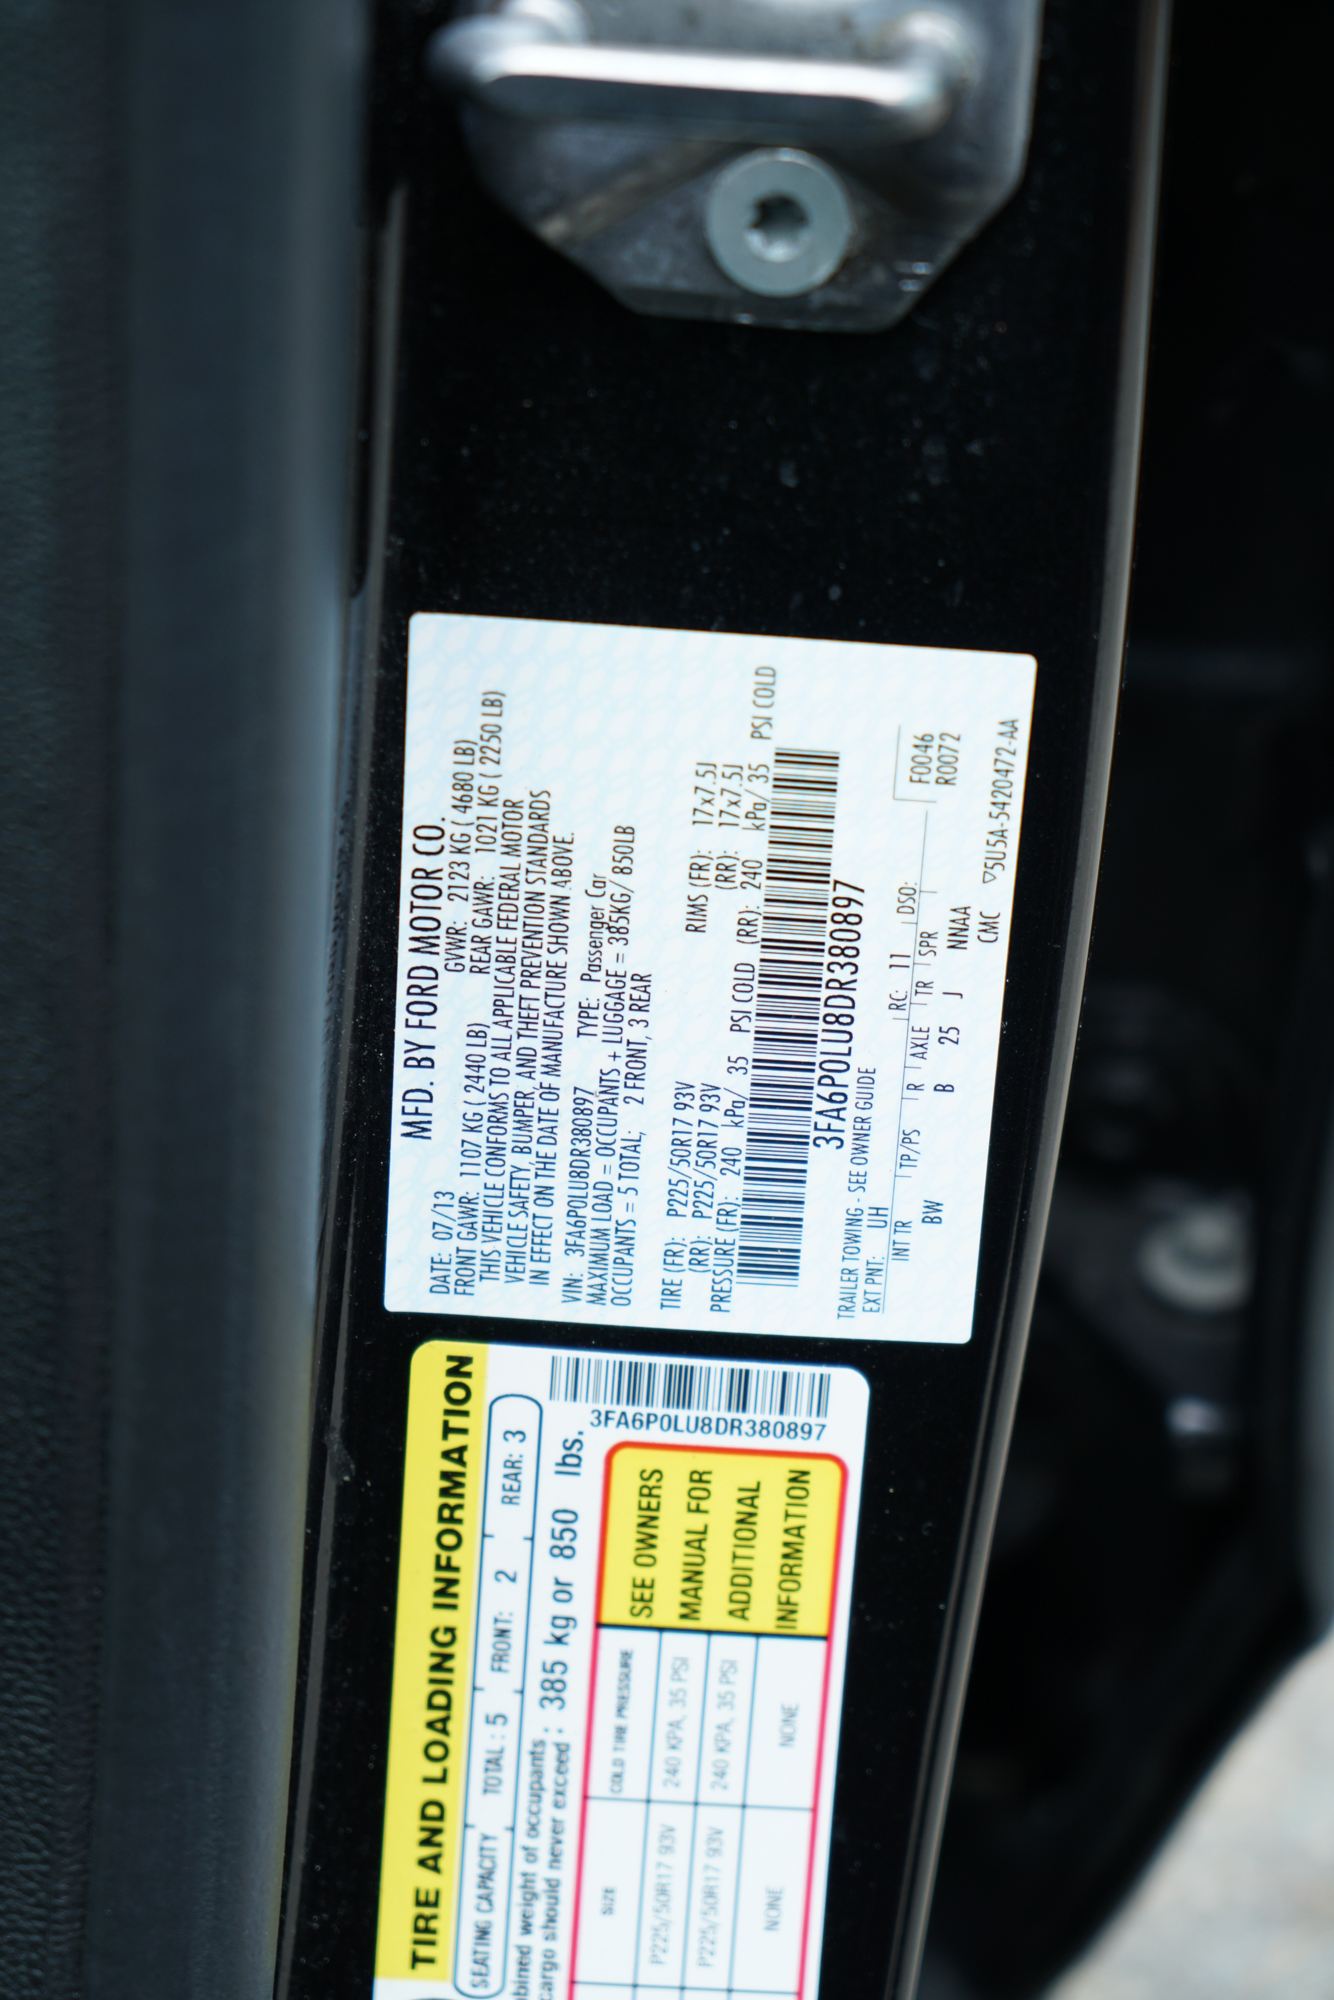 MFD. BY FORD MOTOR CO.
DATE: 07/13 GVWR: 2123 KG ( 4680 LB)
FRONT GAWR: 1107 KG ( 2440 LB) REAR GAWR: 1021 KG ( 2250 LB)
THIS VEHICLE CONFORMS TO ALL APPLICABLE FEDERAL MOTOR
VEHICLE SAFETY, BUMPER, AND THEFT PREVENTION STANDARDS
IN EFFECT ON THE DATE OF MANUFACTURE SHOWN ABOVE.
VIN: 3FA6P0LU8DR380897 TYPE: Passenger Car
MAXIMUM LOAD = OCCUPANTS + LUGGAGE = 385KG/ 850LB
OCCUPANTS = 5 TOTAL; 2 FRONT, 3 REAR
TIRE (FR): P225/50R17 93V RIMS (FR): 17x7.5J
(RR): P225/50R17 93V (RR): 17x7.5J
PRESSURE (FR): 240 kPa/ 35 PSI COLD (RR): 240 kPa/ 35 PSI COLD
3FA6P0LU8DR380897
TRAILER TOWING - SEE OWNER GUIDE
EXT PNT: UH RC: 11 DSO:
INT TR TP/PS R AXLE TR SPR F0046
BW B 25 J NNAA R0072
CMC ▽5U5A-5420472-AA
TIRE AND LOADING INFORMATION
SEATING CAPACITY TOTAL : 5 FRONT: 2 REAR: 3
bined weight of occupants
cargo should never exceed : 385 kg or 850 lbs.
3FA6P0LU8DR380897
SIZE COLD TIRE PRESSURE
P225/50R17 93V 240 KPA, 35 PSI
P225/50R17 93V 240 KPA, 35 PSI
NONE NONE
SEE OWNERS
MANUAL FOR
ADDITIONAL
INFORMATION